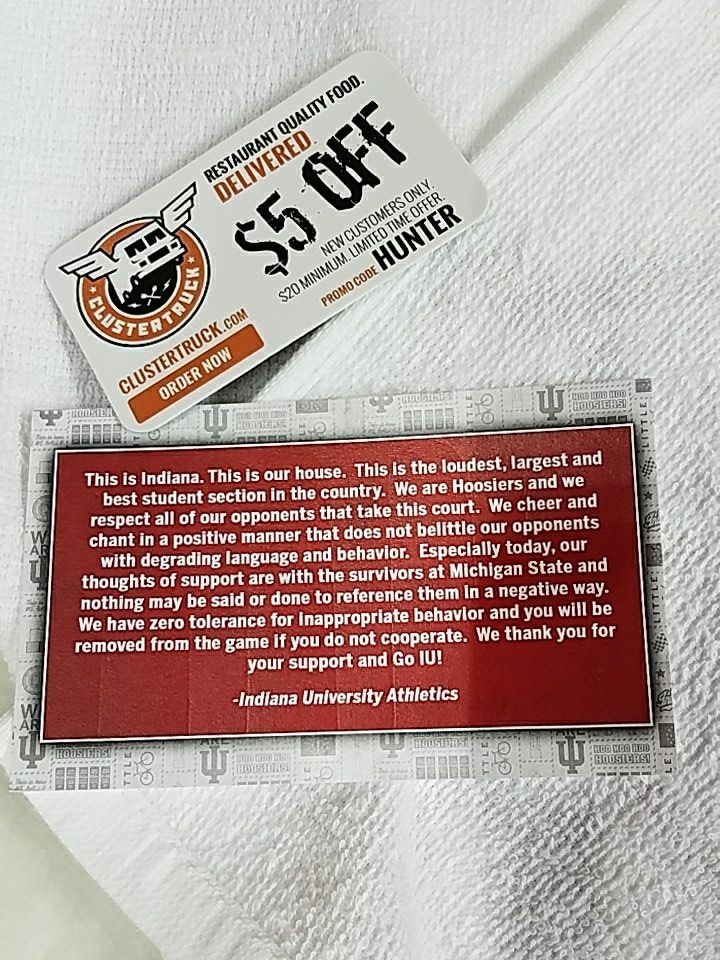 RESTAURANT QUALITY FOOD.
DELIVERED
$5 OFF
NEW CUSTOMERS ONLY.
$20 MINIMUM. LIMITED TIME OFFER.
PROMO CODE HUNTER
CLUSTERTRUCK
CLUSTERTRUCK.COM
ORDER NOW
This is Indiana. This is our house. This is the loudest, largest and
best student section in the country. We are Hoosiers and we
respect all of our opponents that take this court. We cheer and
chant in a positive manner that does not belittle our opponents
with degrading language and behavior. Especially today, our
thoughts of support are with the survivors at Michigan State and
nothing may be said or done to reference them in a negative way.
We have zero tolerance for inappropriate behavior and you will be
removed from the game if you do not cooperate. We thank you for
your support and Go IU!
-Indiana University Athletics
HOO HOO HOO
HOOSIERS!